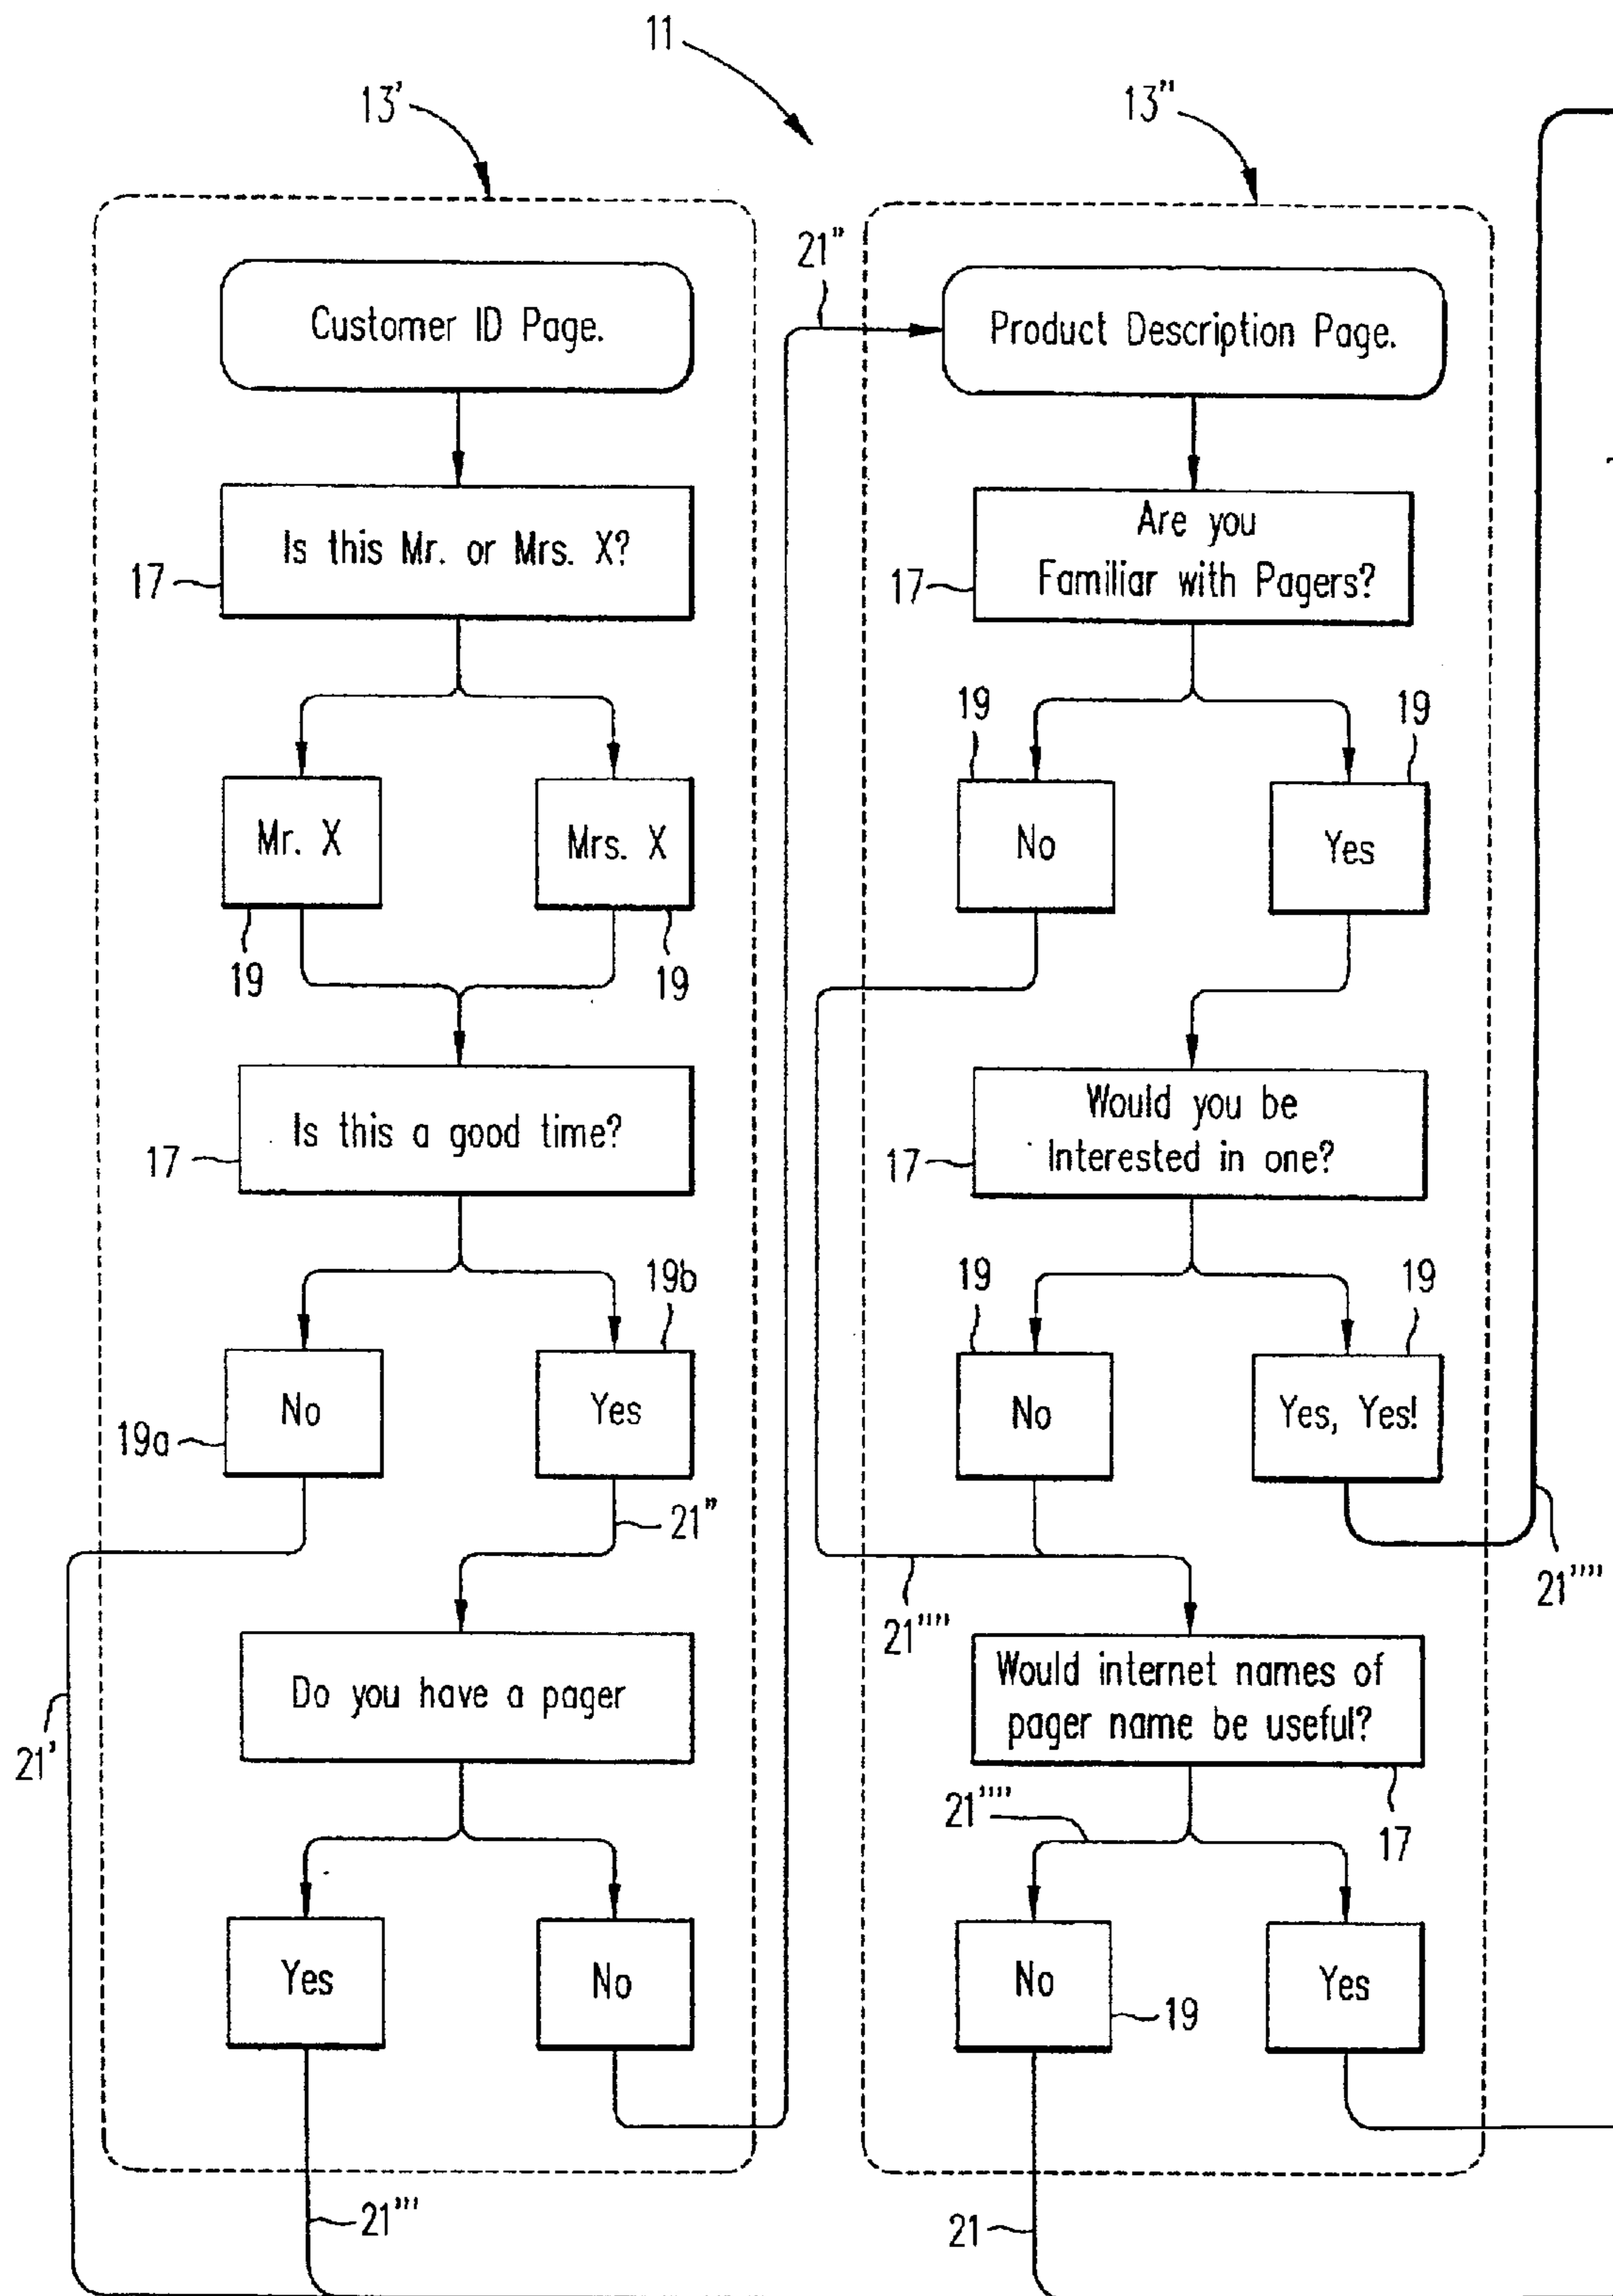 11
13'
13"
Customer ID Page.
Is this Mr. or Mrs. X?
17
Mr. X
Mrs. X
19
19
Is this a good time?
17
No
19a
Yes
19b
21"
21'
Do you have a pager
Yes
No
21'''
21"
Product Description Page.
Are you
Familiar with Pagers?
17
19
No
19
Yes
Would you be
Interested in one?
17
19
No
19
Yes, Yes!
21""
21""
Would internet names of
pager name be useful?
17
21""
No
19
Yes
21